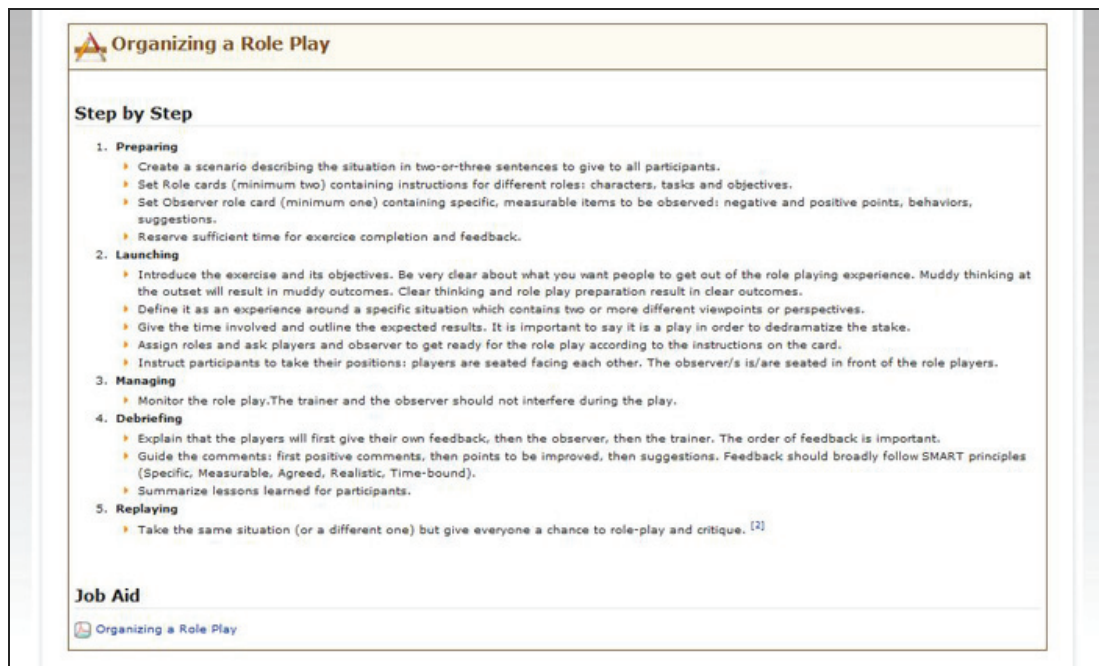 Organizing a Role Play
Step by Step
1. Preparing
Create a scenario describing the situation in two-or-three sentences to give to all participants.
Set Role cards (minimum two) containing instructions for different roles: characters, tasks and objectives.
Set Observer role card (minimum one) containing specific, measurable items to be observed: negative and positive points, behaviors,
suggestions.
Reserve sufficient time for exercice completion and feedback.
2. Launching
Introduce the exercise and its objectives. Be very clear about what you want people to get out of the role playing experience. Muddy thinking at
the outset will result in muddy outcomes. Clear thinking and role play preparation result in clear outcomes.
Define it as an experience around a specific situation which contains two or more different viewpoints or perspectives.
Give the time involved and outline the expected results. It is important to say it is a play in order to dedramatize the stake.
Assign roles and ask players and observer to get ready for the role play according to the instructions on the card.
Instruct participants to take their positions: players are seated facing each other. The observer/s is/are seated in front of the role players.
3. Managing
Monitor the role play.The trainer and the observer should not interfere during the play.
4. Debriefing
Explain that the players will first give their own feedback, then the observer, then the trainer. The order of feedback is important.
Guide the comments: first positive comments, then points to be improved, then suggestions. Feedback should broadly follow SMART principles
(Specific, Measurable, Agreed, Realistic, Time-bound).
Summarize lessons learned for participants.
5. Replaying
Take the same situation (or a different one) but give everyone a chance to role-play and critique. [2]
Job Aid
Organizing a Role Play